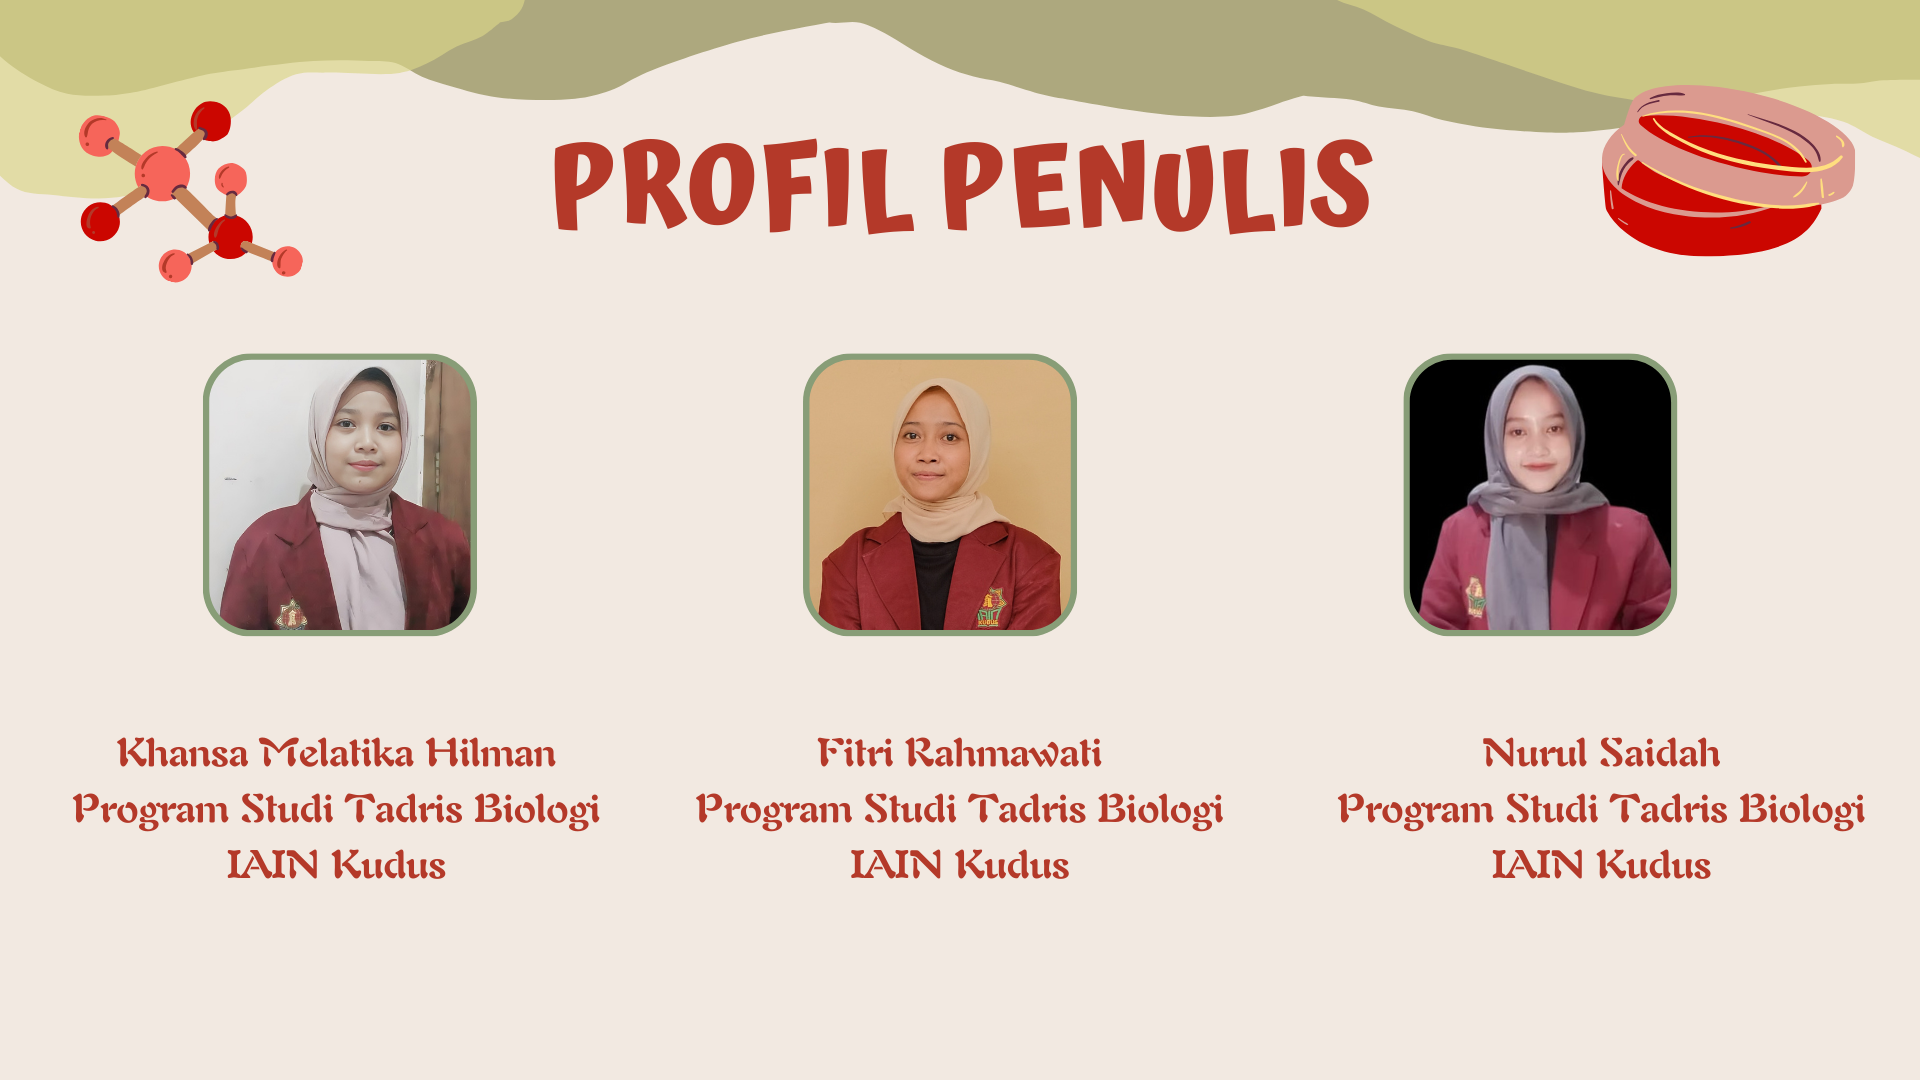 PROFIL PENULIS
Khansa Melatika Hilman
Program Studi Tadris Biologi
IAIN Kudus
Fitri Rahmawati
Program Studi Tadris Biologi
IAIN Kudus
Nurul Saidah
Program Studi Tadris Biologi
IAIN Kudus